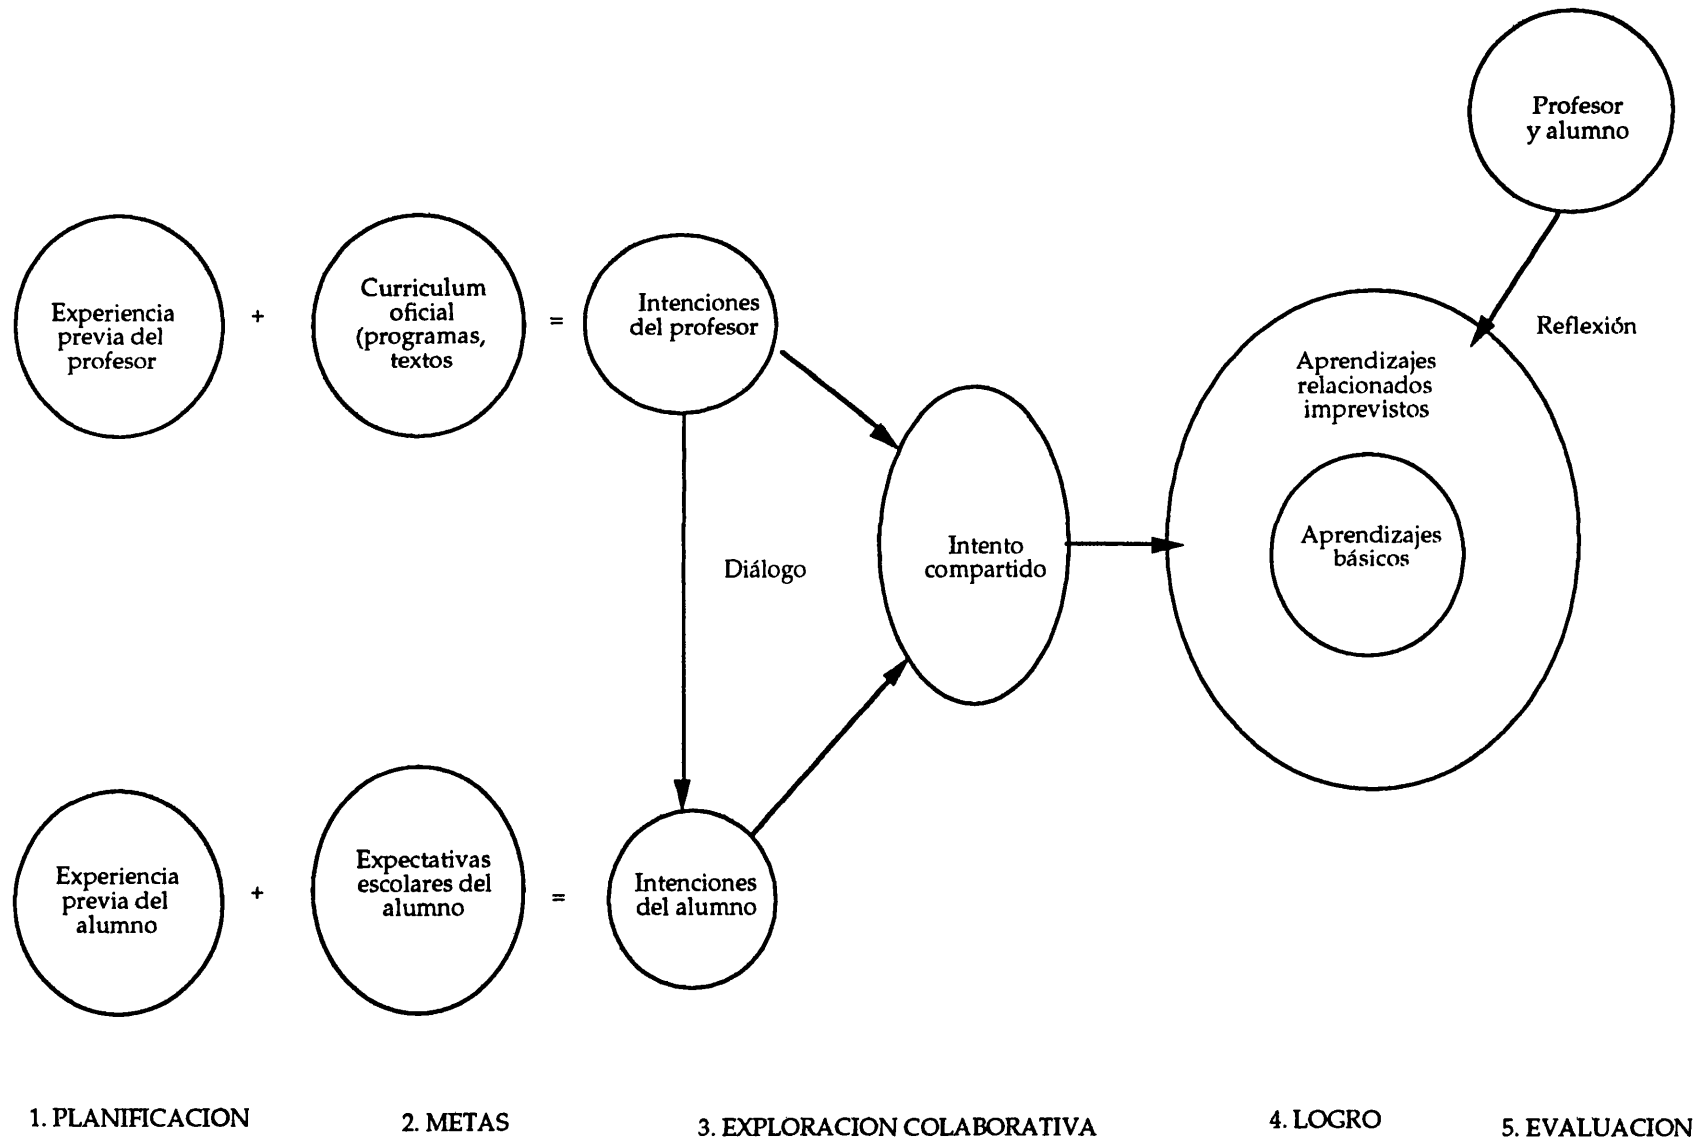 Profesor
y alumno
Experiencia
previa del
profesor
+
Curriculum
oficial
(programas,
textos
=
Intenciones
del profesor
Reflexión
Aprendizajes
relacionados
imprevistos
Aprendizajes
básicos
Intento
compartido
Diálogo
Experiencia
previa del
alumno
+
Expectativas
escolares del
alumno
=
Intenciones
del alumno
1. PLANIFICACION
2. METAS
3. EXPLORACION COLABORATIVA
4. LOGRO
5. EVALUACION